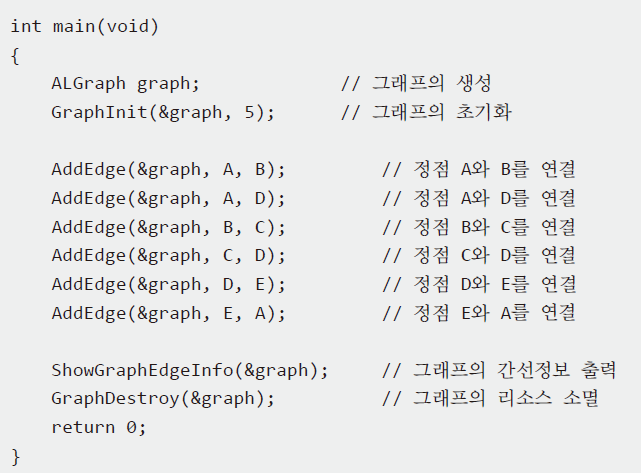 int main(void)
{
    ALGraph graph;             // 그래프의 생성
    GraphInit(&graph, 5);      // 그래프의 초기화

    AddEdge(&graph, A, B);         // 정점 A와 B를 연결
    AddEdge(&graph, A, D);         // 정점 A와 D를 연결
    AddEdge(&graph, B, C);         // 정점 B와 C를 연결
    AddEdge(&graph, C, D);         // 정점 C와 D를 연결
    AddEdge(&graph, D, E);         // 정점 D와 E를 연결
    AddEdge(&graph, E, A);         // 정점 E와 A를 연결

    ShowGraphEdgeInfo(&graph);     // 그래프의 간선정보 출력
    GraphDestroy(&graph);          // 그래프의 리소스 소멸
    return 0;
}